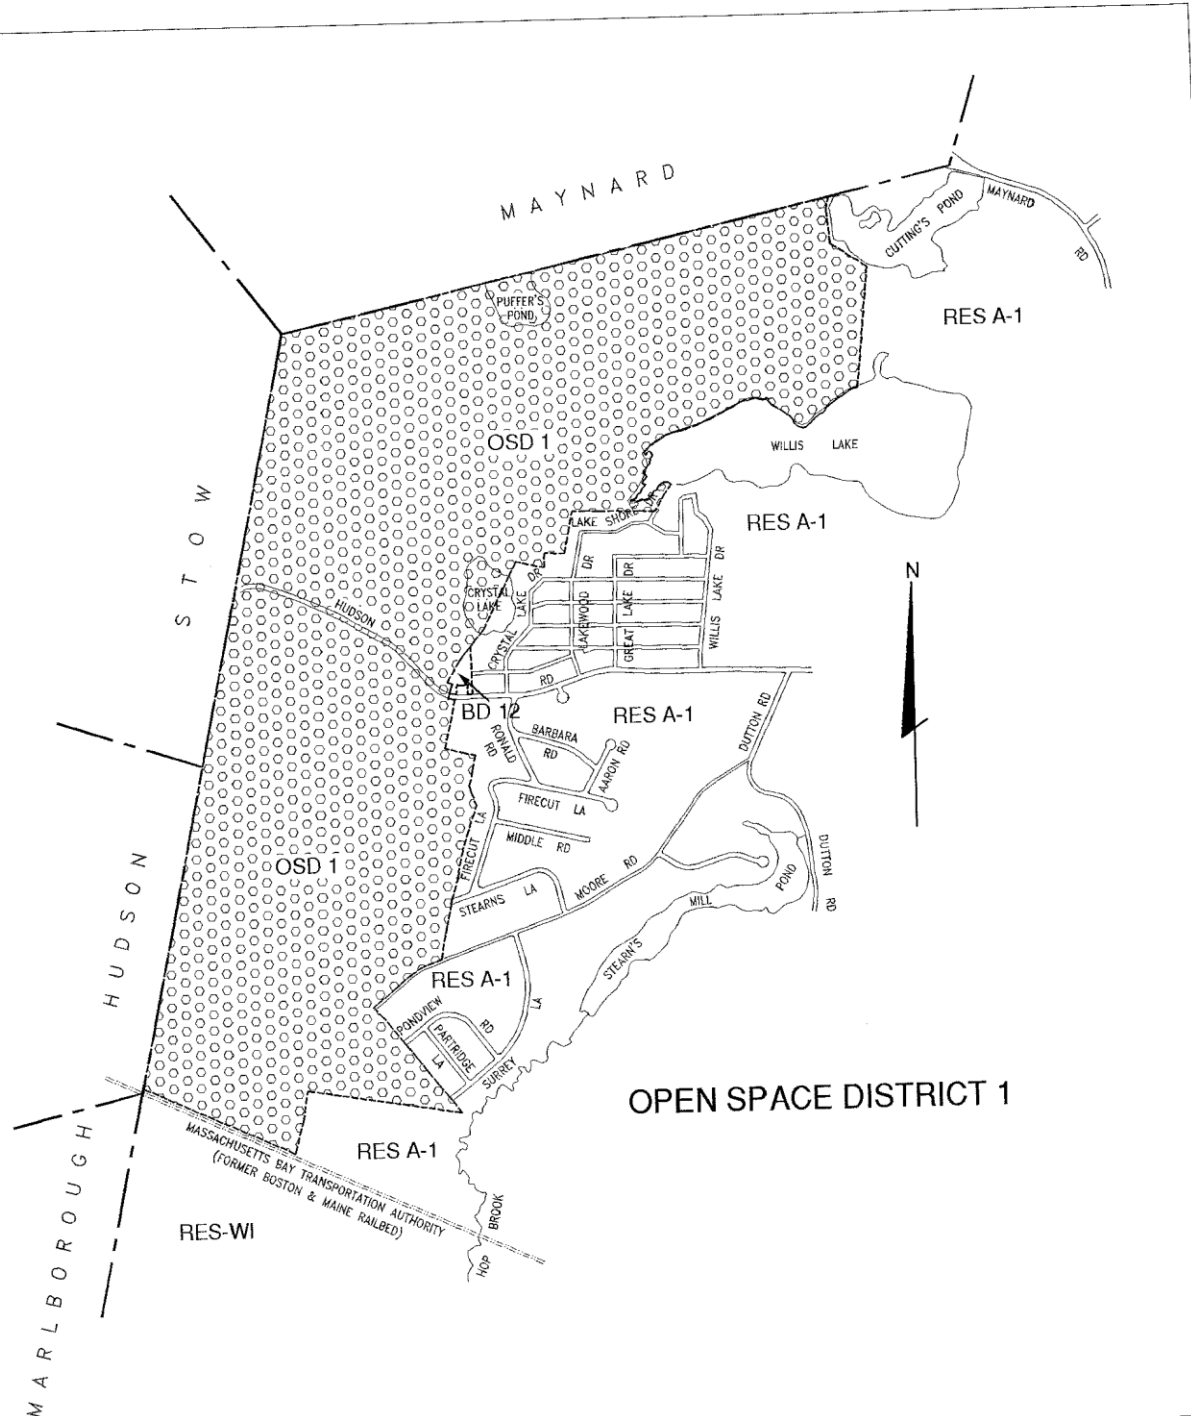 MAYNARD
CUTTING'S POND
MAYNARD
RD
PUFFER'S
POND
RES A-1
OSD 1
WILLIS LAKE
STOW
LAKE SHORE DR
RES A-1
DR
DR
WILLIS LAKE DR
N
CRYSTAL
LAKE
CRYSTAL LAKE DR
LAKEWOOD
GREAT LAKE
HUDSON
RD
BD 12
RES A-1
DUTTON RD
RONALD
RD
BARBARA
RD
AARON RD
FIRECUT LA
FIRECUT LA
MIDDLE RD
HUDSON
OSD 1
STEARNS LA
MOORE RD
DUTTON
RD
STEARN'S MILL POND
RES A-1
PONDVIEW
RD
PARTRIDGE
LA
SURREY
LA
OPEN SPACE DISTRICT 1
MASSACHUSETTS BAY TRANSPORTATION AUTHORITY
(FORMER BOSTON & MAINE RAILBED)
RES A-1
RES-WI
HOP BROOK
MARLBOROUGH